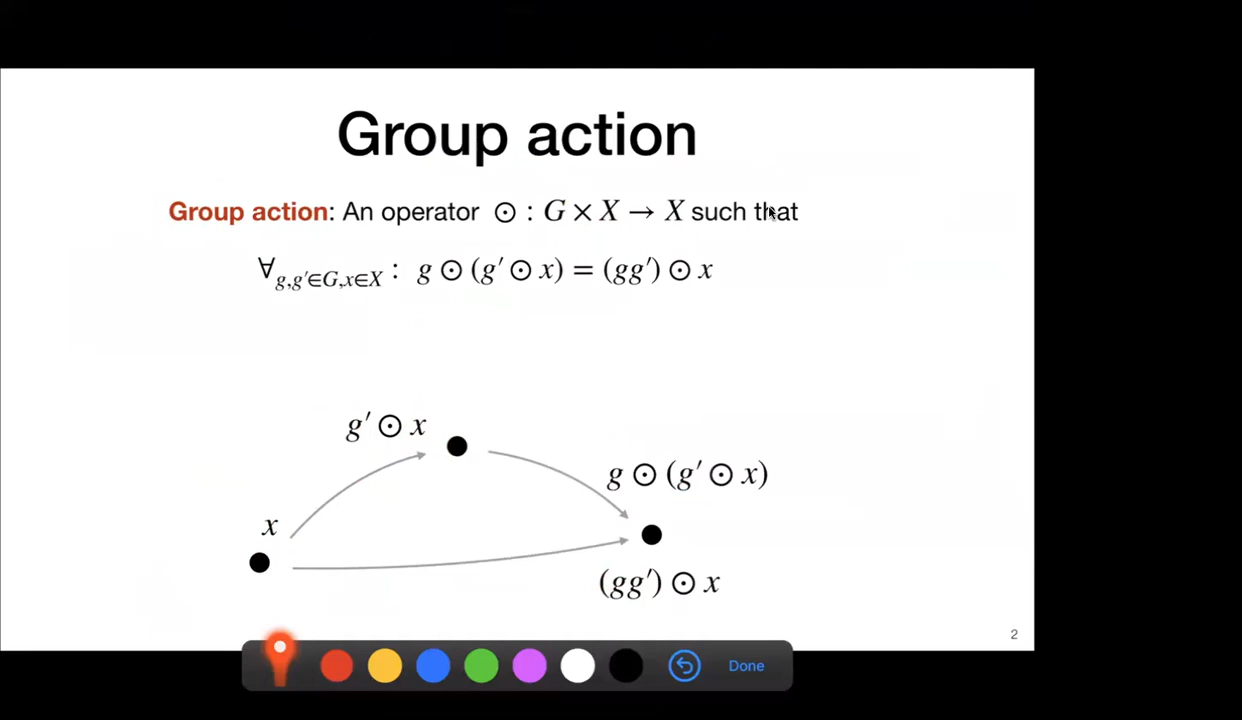 Group action
Group action: An operator ⊙ : G × X → X such that
∀g,g′∈G,x∈X : g ⊙ (g′ ⊙ x) = (gg′) ⊙ x
g′ ⊙ x
g ⊙ (g′ ⊙ x)
x
(gg′) ⊙ x
2
Done